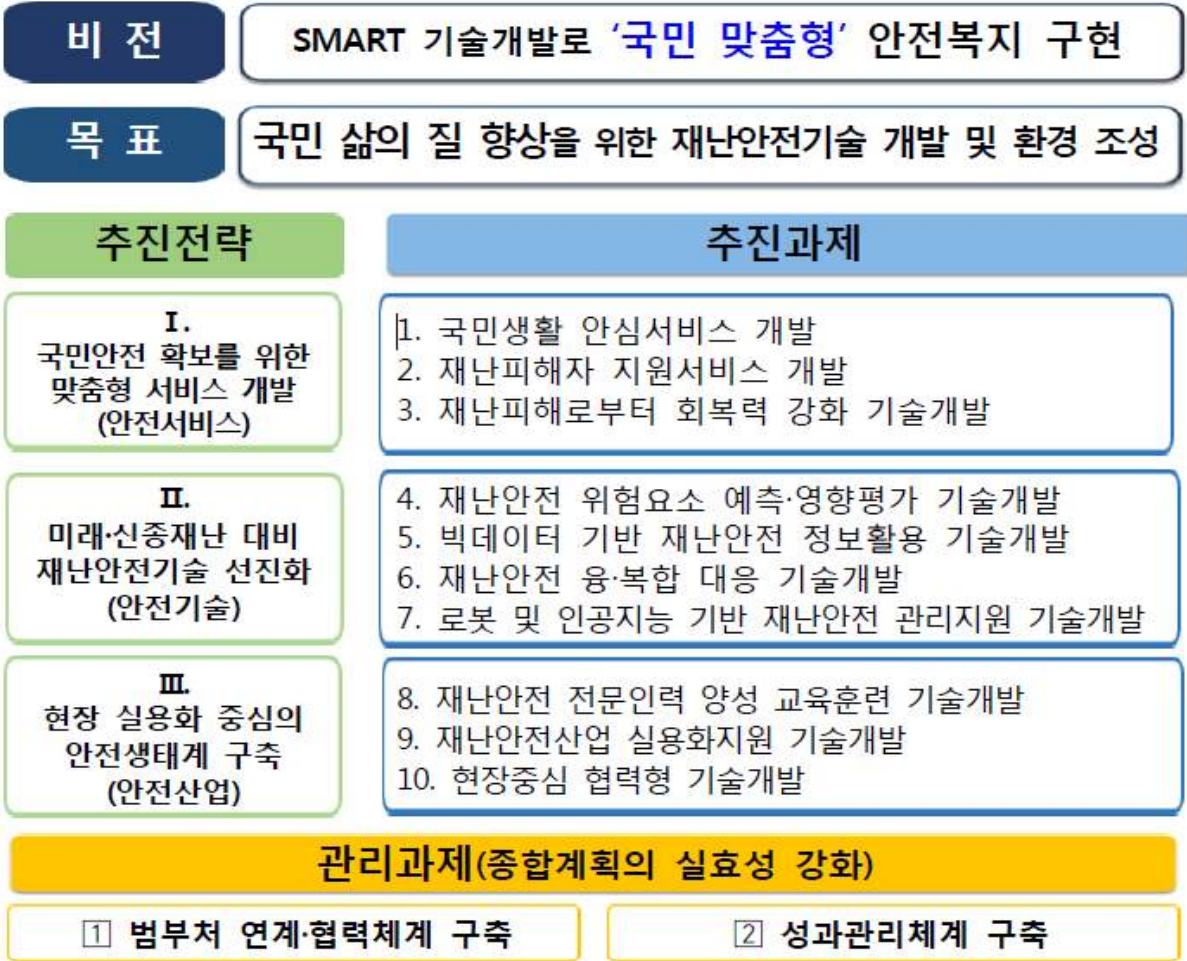 비 전
SMART 기술개발로 ‘국민 맞춤형’ 안전복지 구현
목 표
국민 삶의 질 향상을 위한 재난안전기술 개발 및 환경 조성
추진전략
추진과제
Ⅰ.
국민안전 확보를 위한
맞춤형 서비스 개발
(안전서비스)
1. 국민생활 안심서비스 개발
2. 재난피해자 지원서비스 개발
3. 재난피해로부터 회복력 강화 기술개발
Ⅱ.
미래·신종재난 대비
재난안전기술 선진화
(안전기술)
4. 재난안전 위험요소 예측·영향평가 기술개발
5. 빅데이터 기반 재난안전 정보활용 기술개발
6. 재난안전 융·복합 대응 기술개발
7. 로봇 및 인공지능 기반 재난안전 관리지원 기술개발
Ⅲ.
현장 실용화 중심의
안전생태계 구축
(안전산업)
8. 재난안전 전문인력 양성 교육훈련 기술개발
9. 재난안전산업 실용화지원 기술개발
10. 현장중심 협력형 기술개발
관리과제(종합계획의 실효성 강화)
1 범부처 연계·협력체계 구축
2 성과관리체계 구축